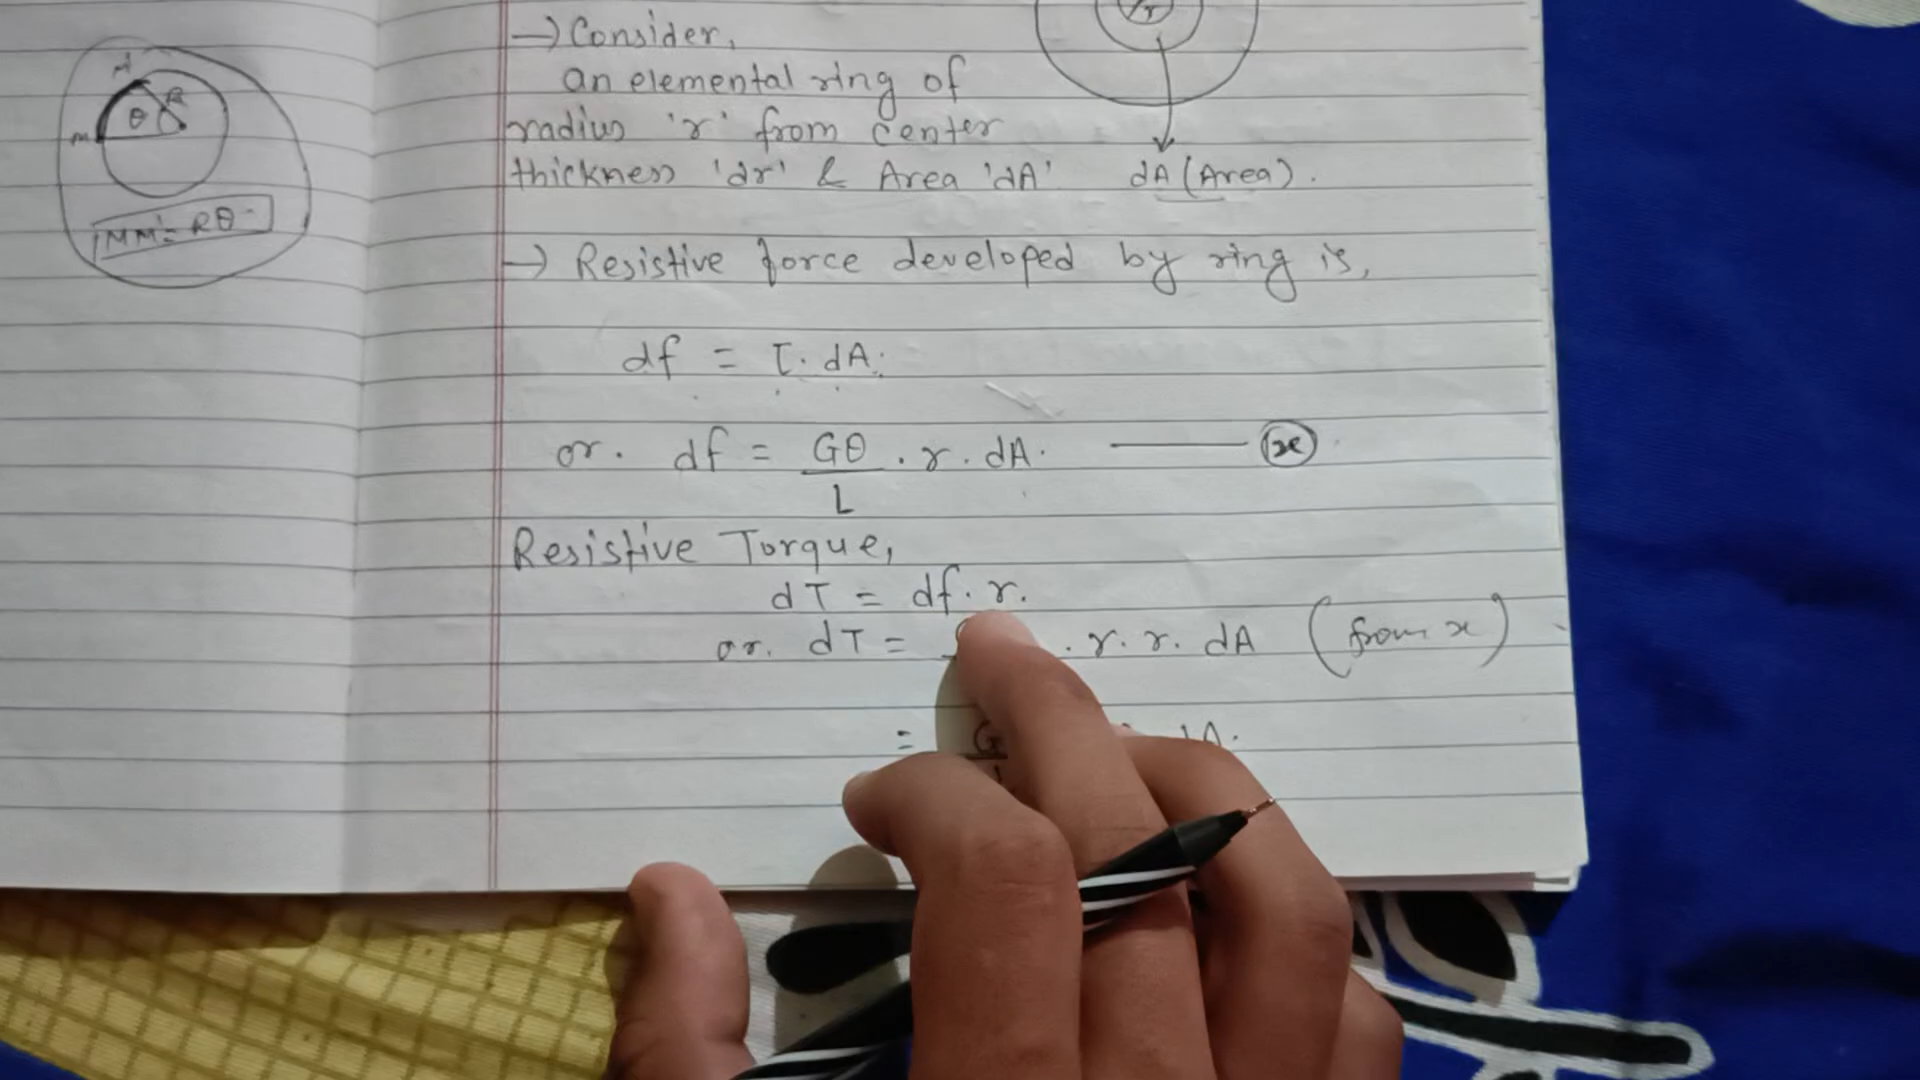 MM' = Rθ
θ
R
M
r
→ Consider,
an elemental ring of
radius 'r' from center
thickness 'dr' & Area 'dA'
dA (Area).
→ Resistive force developed by ring is,
df = τ. dA.
or. df = Gθ/L . r. dA. —— (x)
Resistive Torque,
dT = df. r.
or. dT = . r. r. dA (from x)
= G dA.